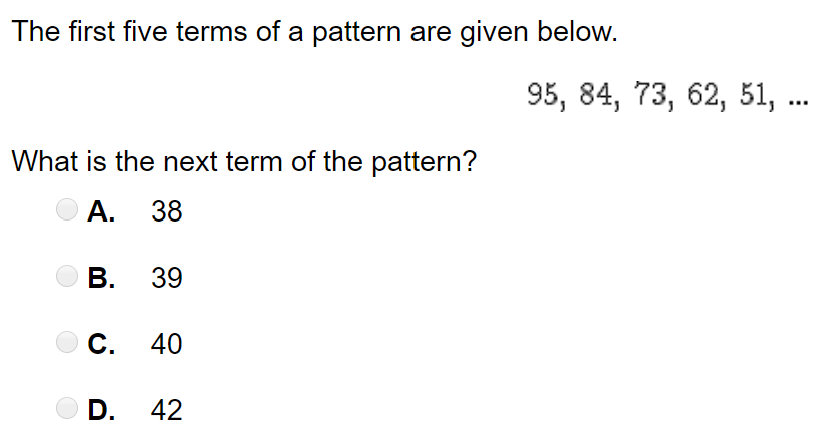 The first five terms of a pattern are given below.
95, 84, 73, 62, 51, ...
What is the next term of the pattern?
A. 38
B. 39
C. 40
D. 42